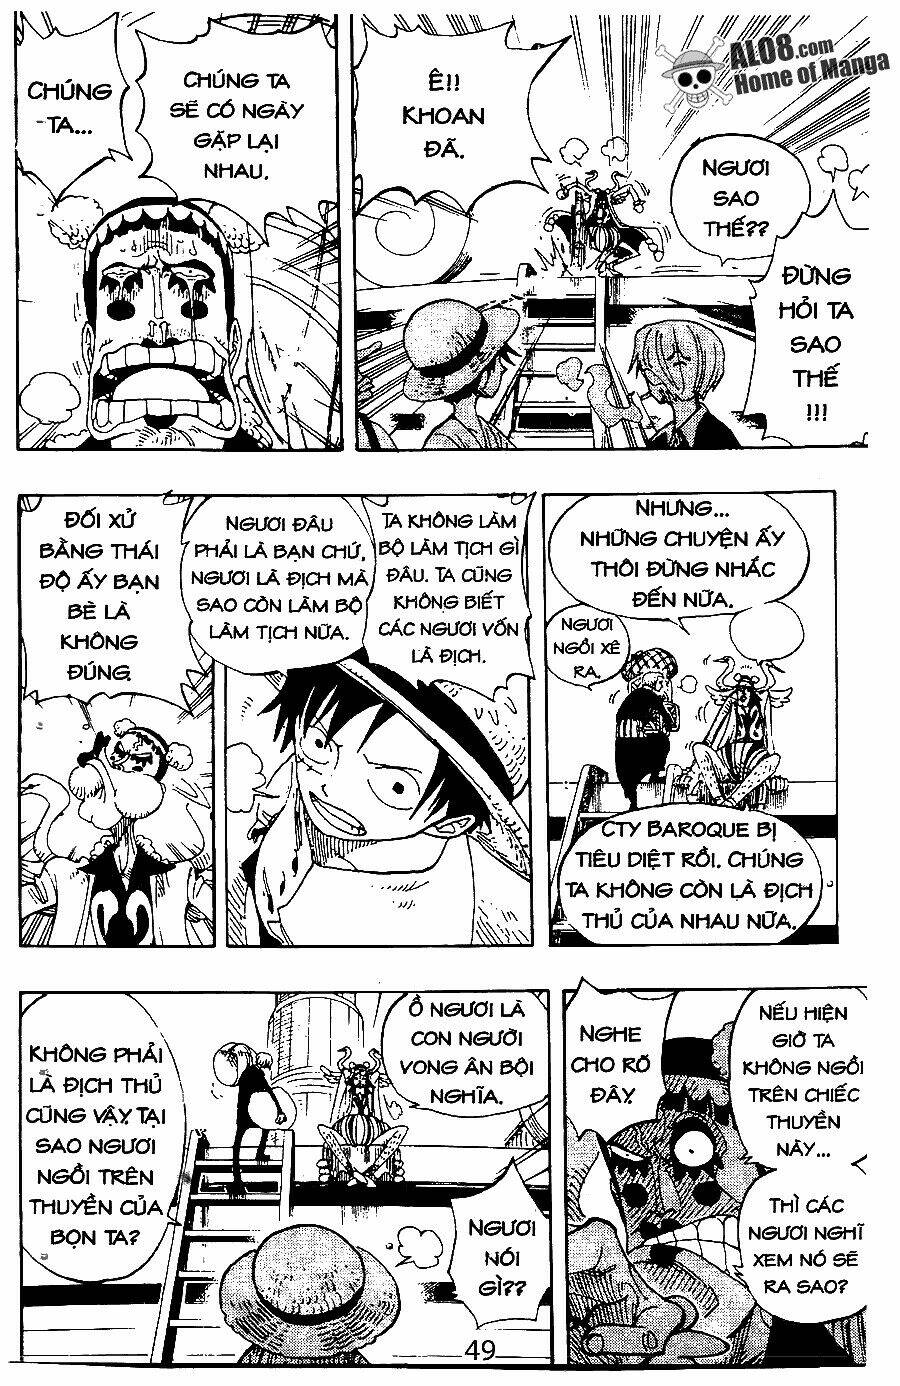 NGƯƠI
SAO
THẾ??
ĐỪNG
HỎI TA
SAO
THẾ
!!!
Ê!!
KHOAN
ĐÃ.
CHÚNG TA
SẼ CÓ NGÀY
GẶP LẠI
NHAU.
CHÚNG
TA...
NHƯNG...
NHỮNG CHUYỆN ẤY
THÔI ĐỪNG NHẮC
ĐẾN NỮA.
NGƯƠI
NGỒI XÊ
RA.
CTY BAROQUE BỊ
TIÊU DIỆT RỒI. CHÚNG
TA KHÔNG CÒN LÀ ĐỊCH
THỦ CỦA NHAU NỮA.
TA KHÔNG LÀM
BỘ LÀM TỊCH GÌ
ĐÂU. TA CŨNG
KHÔNG BIẾT
CÁC NGƯƠI VỐN
LÀ ĐỊCH.
NGƯƠI ĐÂU
PHẢI LÀ BẠN CHỨ.
NGƯƠI LÀ ĐỊCH MÀ
SAO CÒN LÀM BỘ
LÀM TỊCH NỮA.
ĐỐI XỬ
BẰNG THÁI
ĐỘ ẤY BẠN
BÈ LÀ
KHÔNG
ĐÚNG.
NẾU HIỆN
GIỜ TA
KHÔNG NGỒI
TRÊN CHIẾC
THUYỀN
NÀY...
THÌ CÁC
NGƯƠI NGHĨ
XEM NÓ SẼ
RA SAO?
NGHE
CHO RÕ
ĐÂY.
Ồ NGƯƠI LÀ
CON NGƯỜI
VONG ÂN BỘI
NGHĨA.
NGƯƠI
NÓI
GÌ??
KHÔNG PHẢI
LÀ ĐỊCH THỦ
CŨNG VẬY. TẠI
SAO NGƯƠI
NGỒI TRÊN
THUYỀN CỦA
BỌN TA?
49
ALO8.com
Home of Manga